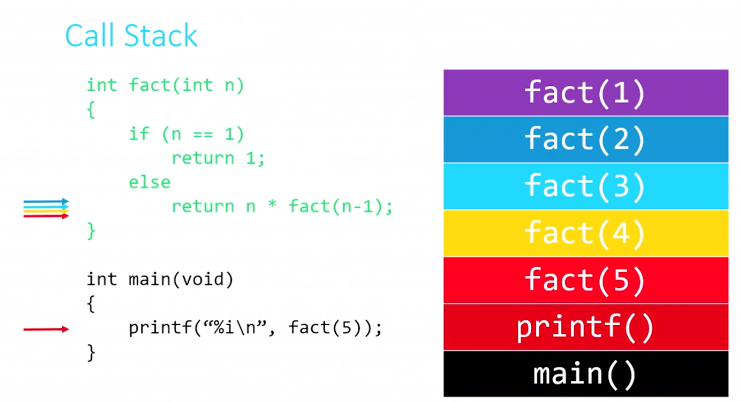 Call Stack
int fact(int n)
{
if (n == 1)
return 1;
else
return n * fact(n-1);
}
int main(void)
{
printf(“%i\n”, fact(5));
}
fact(1)
fact(2)
fact(3)
fact(4)
fact(5)
printf()
main()